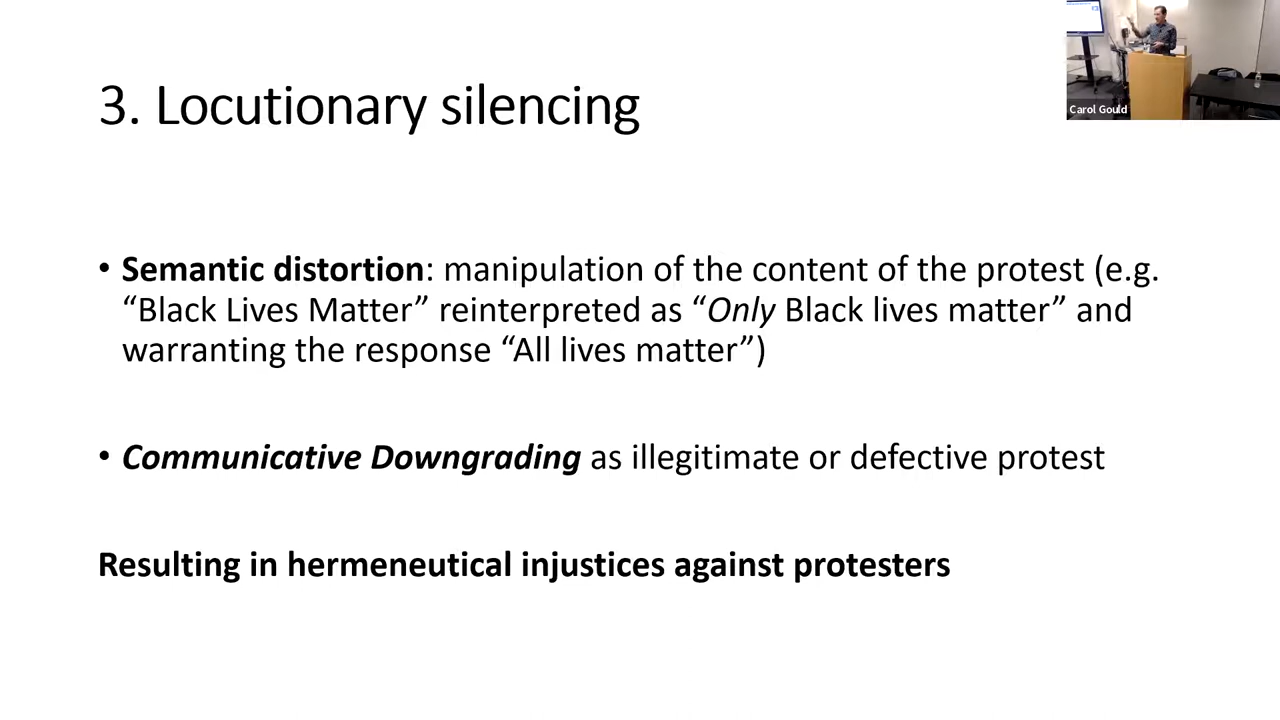 3. Locutionary silencing
• Semantic distortion: manipulation of the content of the protest (e.g.
“Black Lives Matter” reinterpreted as “Only Black lives matter” and
warranting the response “All lives matter”)
• Communicative Downgrading as illegitimate or defective protest
Resulting in hermeneutical injustices against protesters
Carol Gould